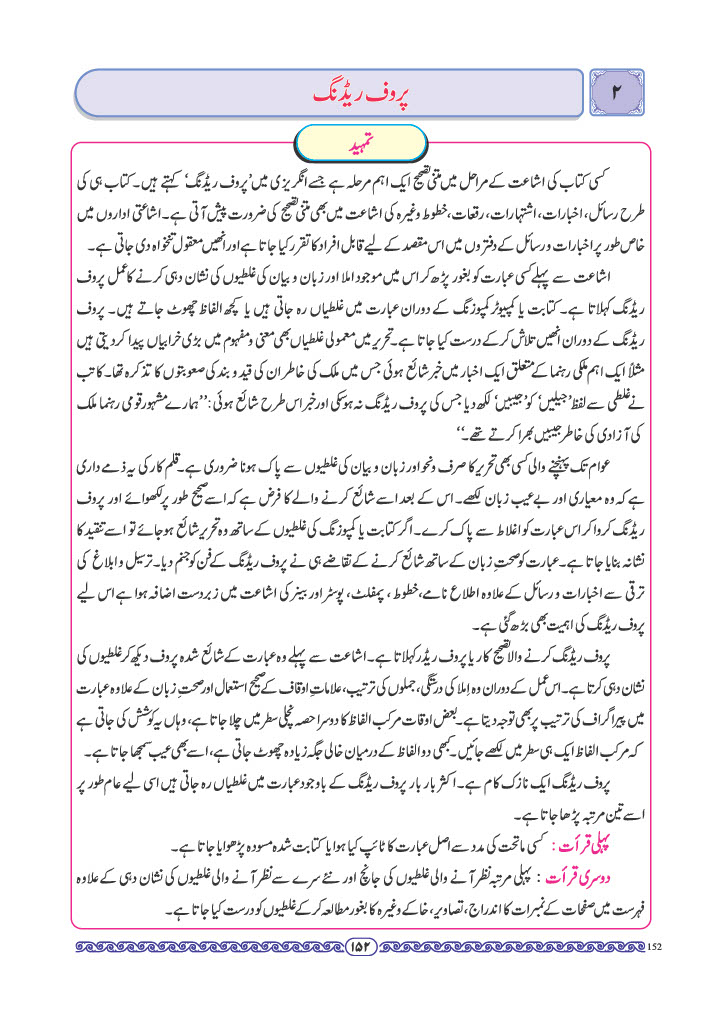 ۲
پروف ریڈنگ
تمہید
کسی کتاب کی اشاعت کے مراحل میں متنی تصحیح ایک اہم مرحلہ ہے جسے انگریزی میں ’پروف ریڈنگ‘ کہتے ہیں۔ کتاب ہی کی
طرح رسائل، اخبارات، اشتہارات، رقعات، خطوط وغیرہ کی اشاعت میں بھی متنی تصحیح کی ضرورت پیش آتی ہے۔ اشاعتی اداروں میں
خاص طور پر اخبارات و رسائل کے دفتروں میں اس مقصد کے لیے قابل افراد کا تقرر کیا جاتا ہے اور انھیں معقول تنخواہ دی جاتی ہے۔
اشاعت سے پہلے کسی عبارت کو بغور پڑھ کر اس میں موجود املا اور زبان و بیان کی غلطیوں کی نشان دہی کرنے کا عمل پروف
ریڈنگ کہلاتا ہے۔ کتابت یا کمپیوٹر کمپوزنگ کے دوران عبارت میں غلطیاں رہ جاتی ہیں یا کچھ الفاظ چھوٹ جاتے ہیں۔ پروف
ریڈنگ کے دوران انھیں تلاش کر کے درست کیا جاتا ہے۔ تحریر میں معمولی غلطیاں بھی معنی و مفہوم میں بڑی خرابیاں پیدا کر دیتی ہیں
مثلاً ایک اہم ملکی رہنما کے متعلق ایک اخبار میں خبر شائع ہوئی جس میں ملک کی خاطر ان کی قید و بند کی صعوبتوں کا تذکرہ تھا۔ کاتب
نے غلطی سے لفظ ’جیلیں‘ کو ’جیبیں‘ لکھ دیا جس کی پروف ریڈنگ نہ ہوسکی اور خبر اس طرح شائع ہوئی: ’’ہمارے مشہور قومی رہنما ملک
کی آزادی کی خاطر جیبیں بھرا کرتے تھے۔‘‘
عوام تک پہنچنے والی کسی بھی تحریر کا صرف و نحو اور زبان و بیان کی غلطیوں سے پاک ہونا ضروری ہے۔ قلم کار کی یہ ذمے داری
ہے کہ وہ معیاری اور بے عیب زبان لکھے۔ اس کے بعد اسے شائع کرنے والے کا فرض ہے کہ اسے صحیح طور پر لکھوائے اور پروف
ریڈنگ کروا کر اس عبارت کو اغلاط سے پاک کرے۔ اگر کتابت یا کمپوزنگ کی غلطیوں کے ساتھ وہ تحریر شائع ہوجائے تو اسے تنقید کا
نشانہ بنایا جاتا ہے۔ عبارت کو صحتِ زبان کے ساتھ شائع کرنے کے تقاضے ہی نے پروف ریڈنگ کے فن کو جنم دیا۔ ترسیل و ابلاغ کی
ترقی سے اخبارات و رسائل کے علاوہ اطلاع نامے، خطوط، پمفلٹ، پوسٹر اور بینر کی اشاعت میں زبردست اضافہ ہوا ہے اس لیے
پروف ریڈنگ کی اہمیت بھی بڑھ گئی ہے۔
پروف ریڈنگ کرنے والا تصحیح کار یا پروف ریڈر کہلاتا ہے۔ اشاعت سے پہلے وہ عبارت کے شائع شدہ پروف دیکھ کر غلطیوں کی
نشان دہی کرتا ہے۔ اس عمل کے دوران وہ اِملا کی درستگی، جملوں کی ترتیب، علاماتِ اوقاف کے صحیح استعمال اور صحتِ زبان کے علاوہ عبارت
میں پیراگراف کی ترتیب پر بھی توجہ دیتا ہے۔ بعض اوقات مرکب الفاظ کا دوسرا حصہ نچلی سطر میں چلا جاتا ہے، وہاں یہ کوشش کی جاتی ہے
کہ مرکب الفاظ ایک ہی سطر میں لکھے جائیں۔ کبھی دو الفاظ کے درمیان خالی جگہ زیادہ چھوٹ جاتی ہے، اسے بھی عیب سمجھا جاتا ہے۔
پروف ریڈنگ ایک نازک کام ہے۔ اکثر بار بار پروف ریڈنگ کے باوجود عبارت میں غلطیاں رہ جاتی ہیں اسی لیے عام طور پر
اسے تین مرتبہ پڑھا جاتا ہے۔
پہلی قرأت : کسی ماتحت کی مدد سے اصل عبارت کا ٹائپ کیا ہوا یا کتابت شدہ مسودہ پڑھوایا جاتا ہے۔
دوسری قرأت : پہلی مرتبہ نظر آنے والی غلطیوں کی جانچ اور نئے سرے سے نظر آنے والی غلطیوں کی نشان دہی کے علاوہ
فہرست میں صفحات کے نمبرات کا اندراج، تصاویر، خاکے وغیرہ کا بغور مطالعہ کر کے غلطیوں کو درست کیا جاتا ہے۔
۱۵۲
152